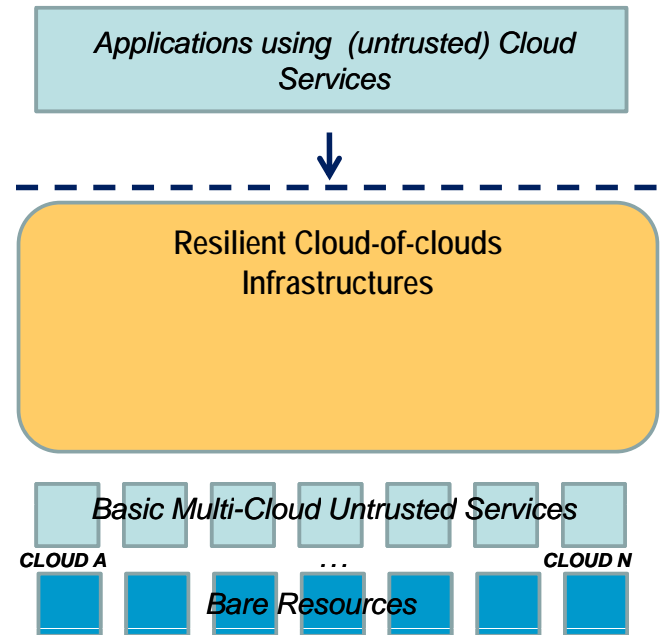 Applications using (untrusted) Cloud
Services
Resilient Cloud-of-clouds
Infrastructures
Basic Multi-Cloud Untrusted Services
CLOUD A ... CLOUD N
Bare Resources